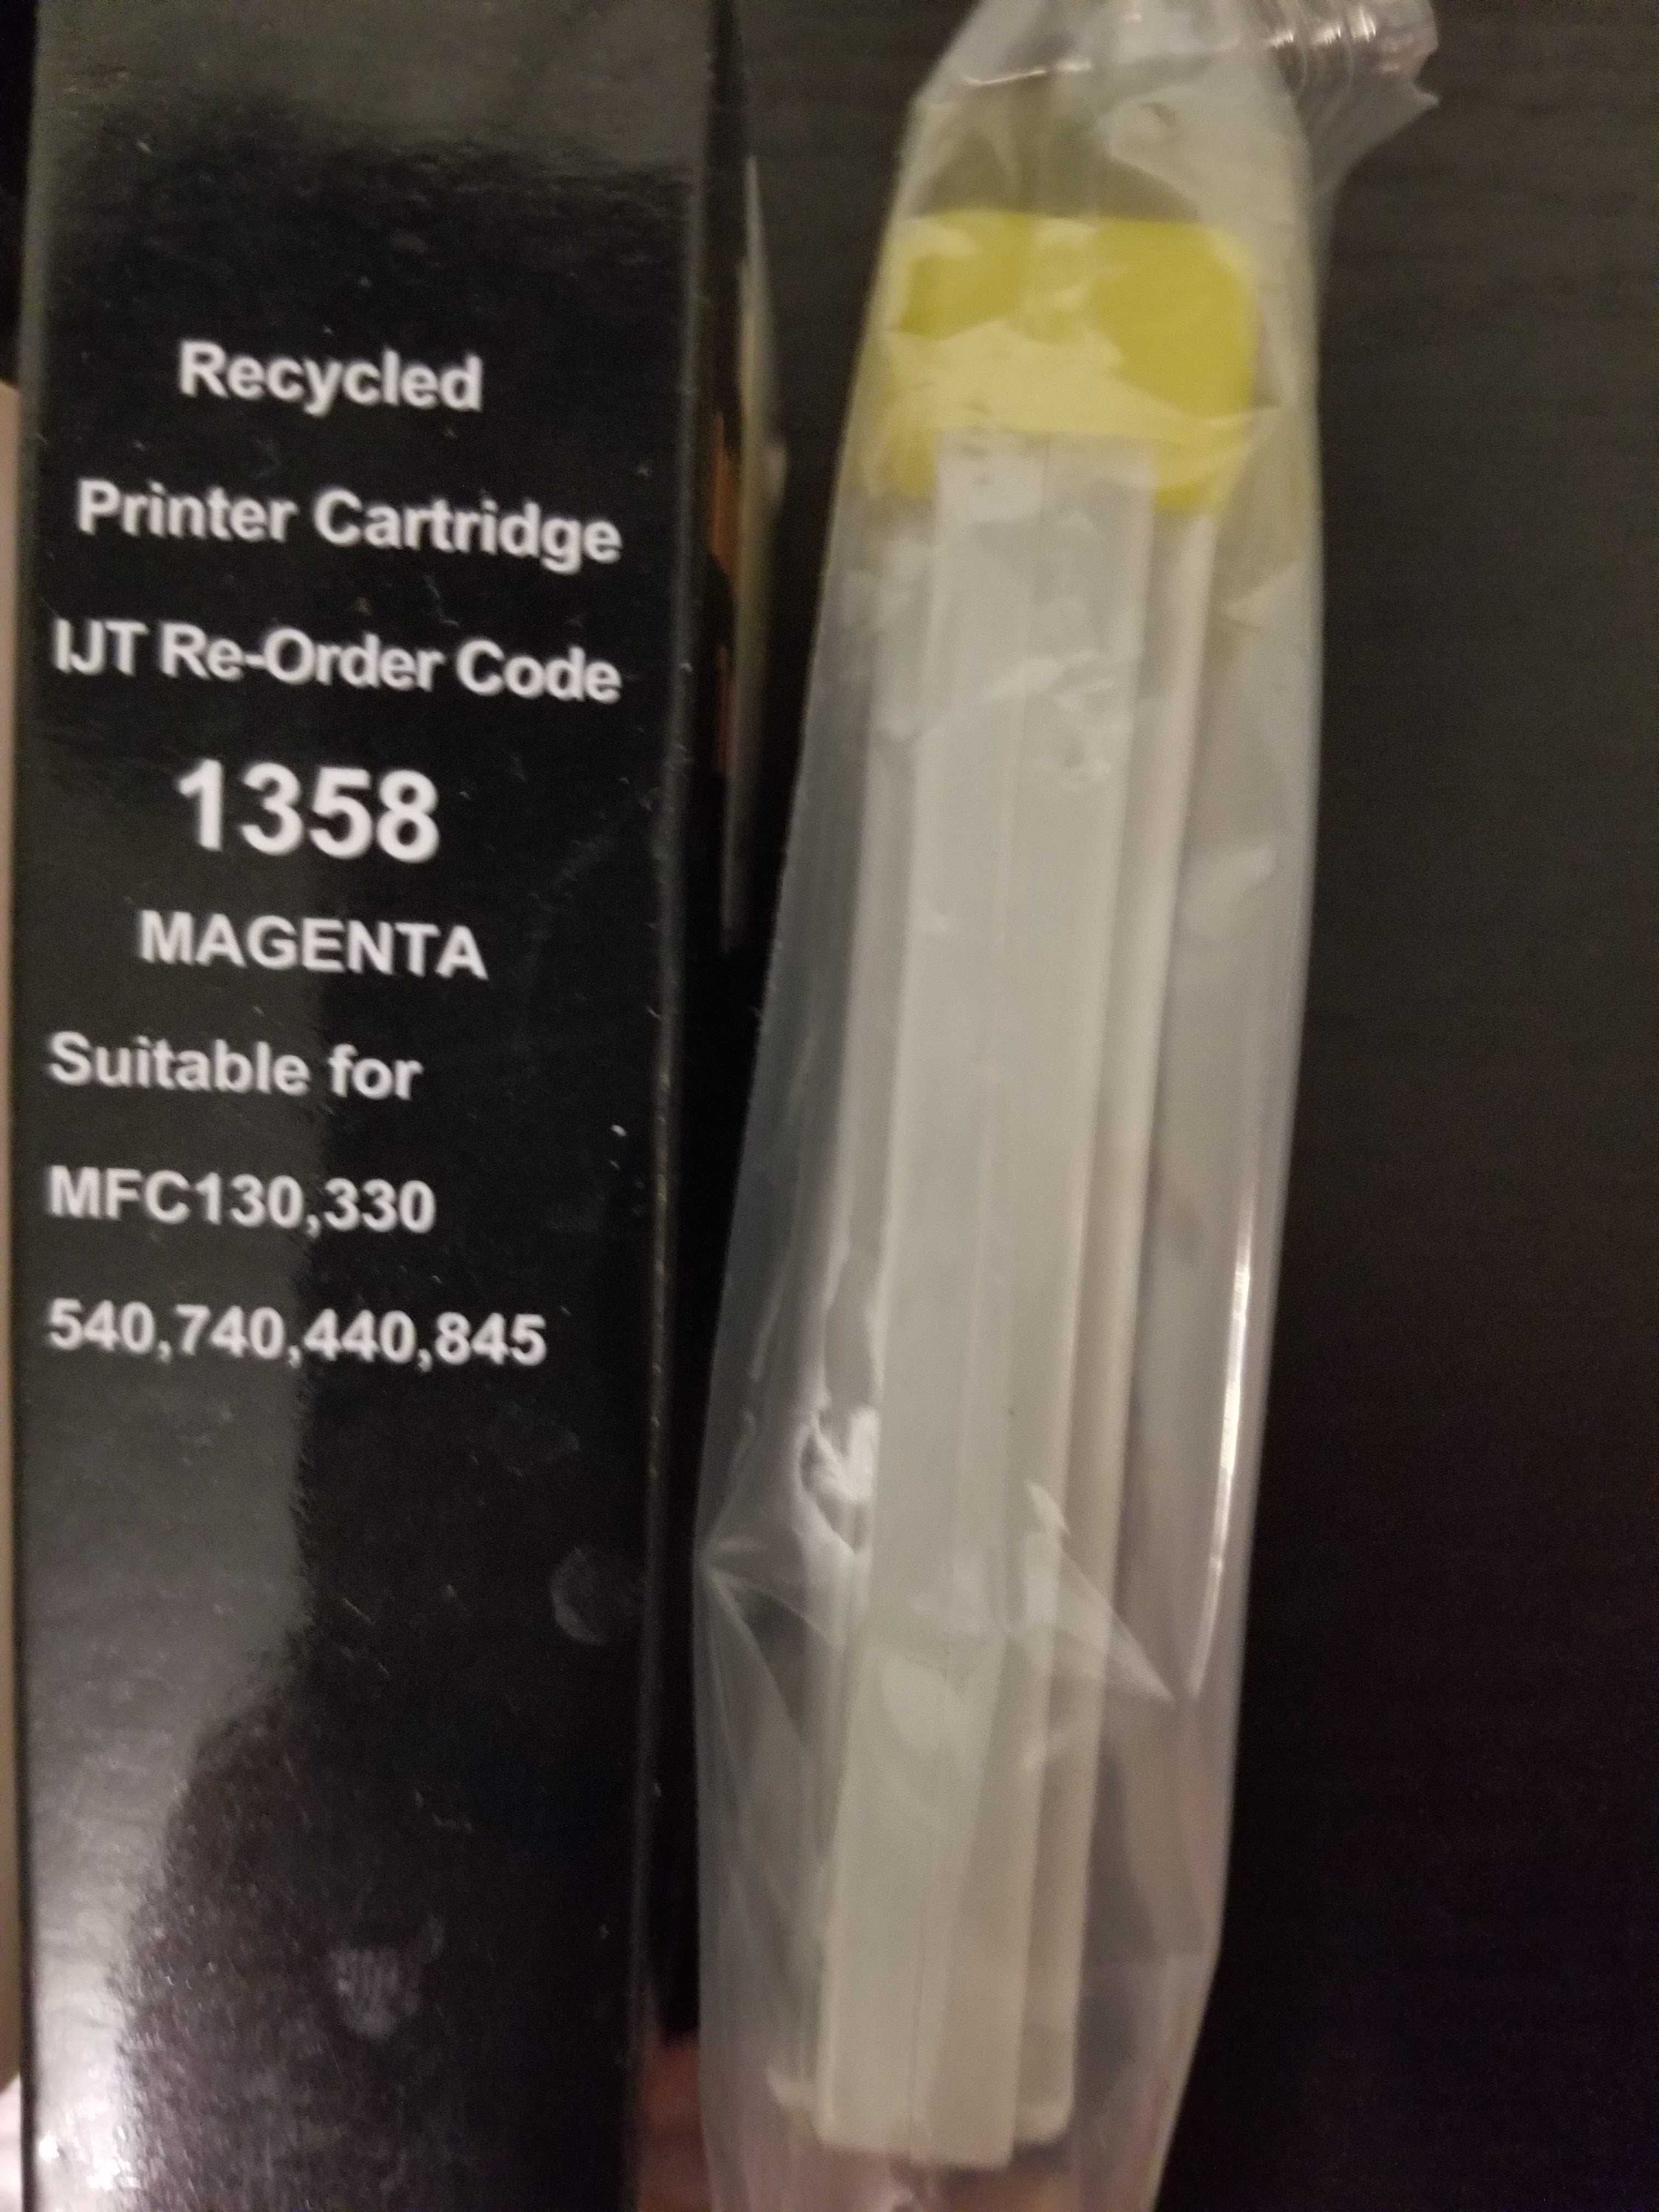 Recycled
Printer Cartridge
IJT Re-Order Code
1358
MAGENTA
Suitable for
MFC130,330
540,740,440,845